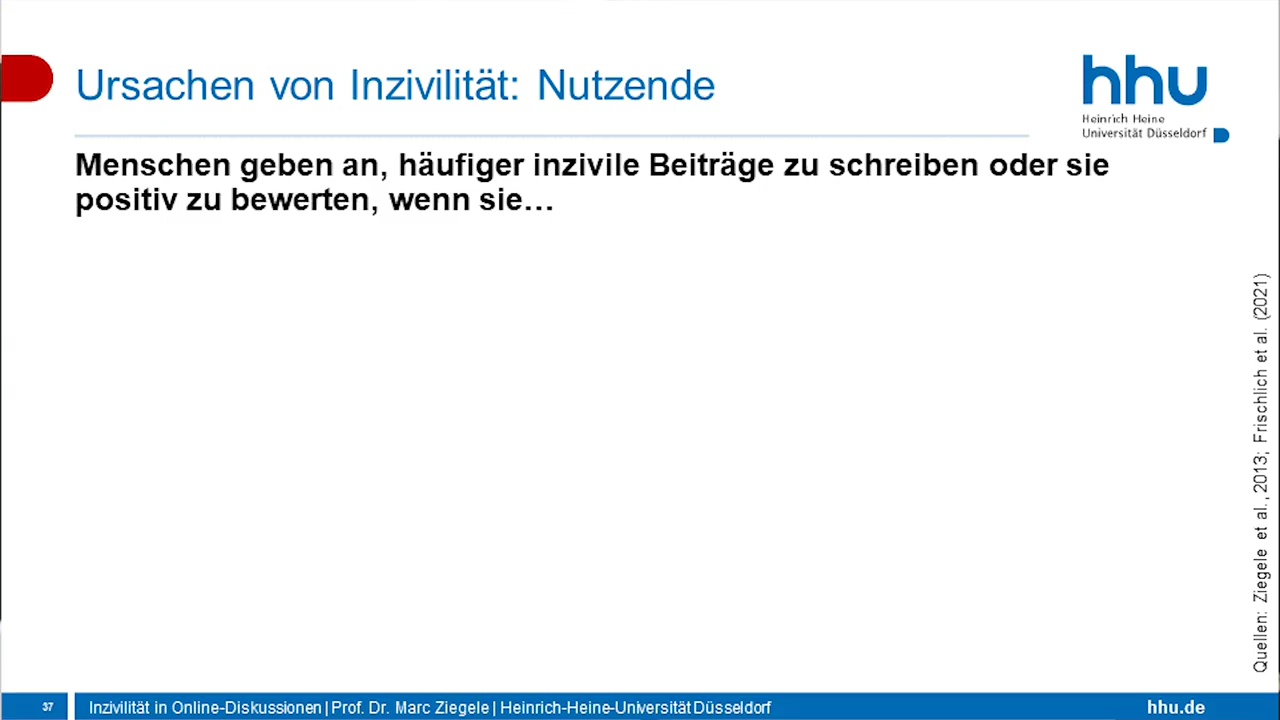 Ursachen von Inzivilität: Nutzende
hhu
Heinrich Heine
Universität Düsseldorf
Menschen geben an, häufiger inzivile Beiträge zu schreiben oder sie
positiv zu bewerten, wenn sie…
Quellen: Ziegele et al., 2013; Frischlich et al. (2021)
37
Inzivilität in Online-Diskussionen | Prof. Dr. Marc Ziegele | Heinrich-Heine-Universität Düsseldorf
hhu.de